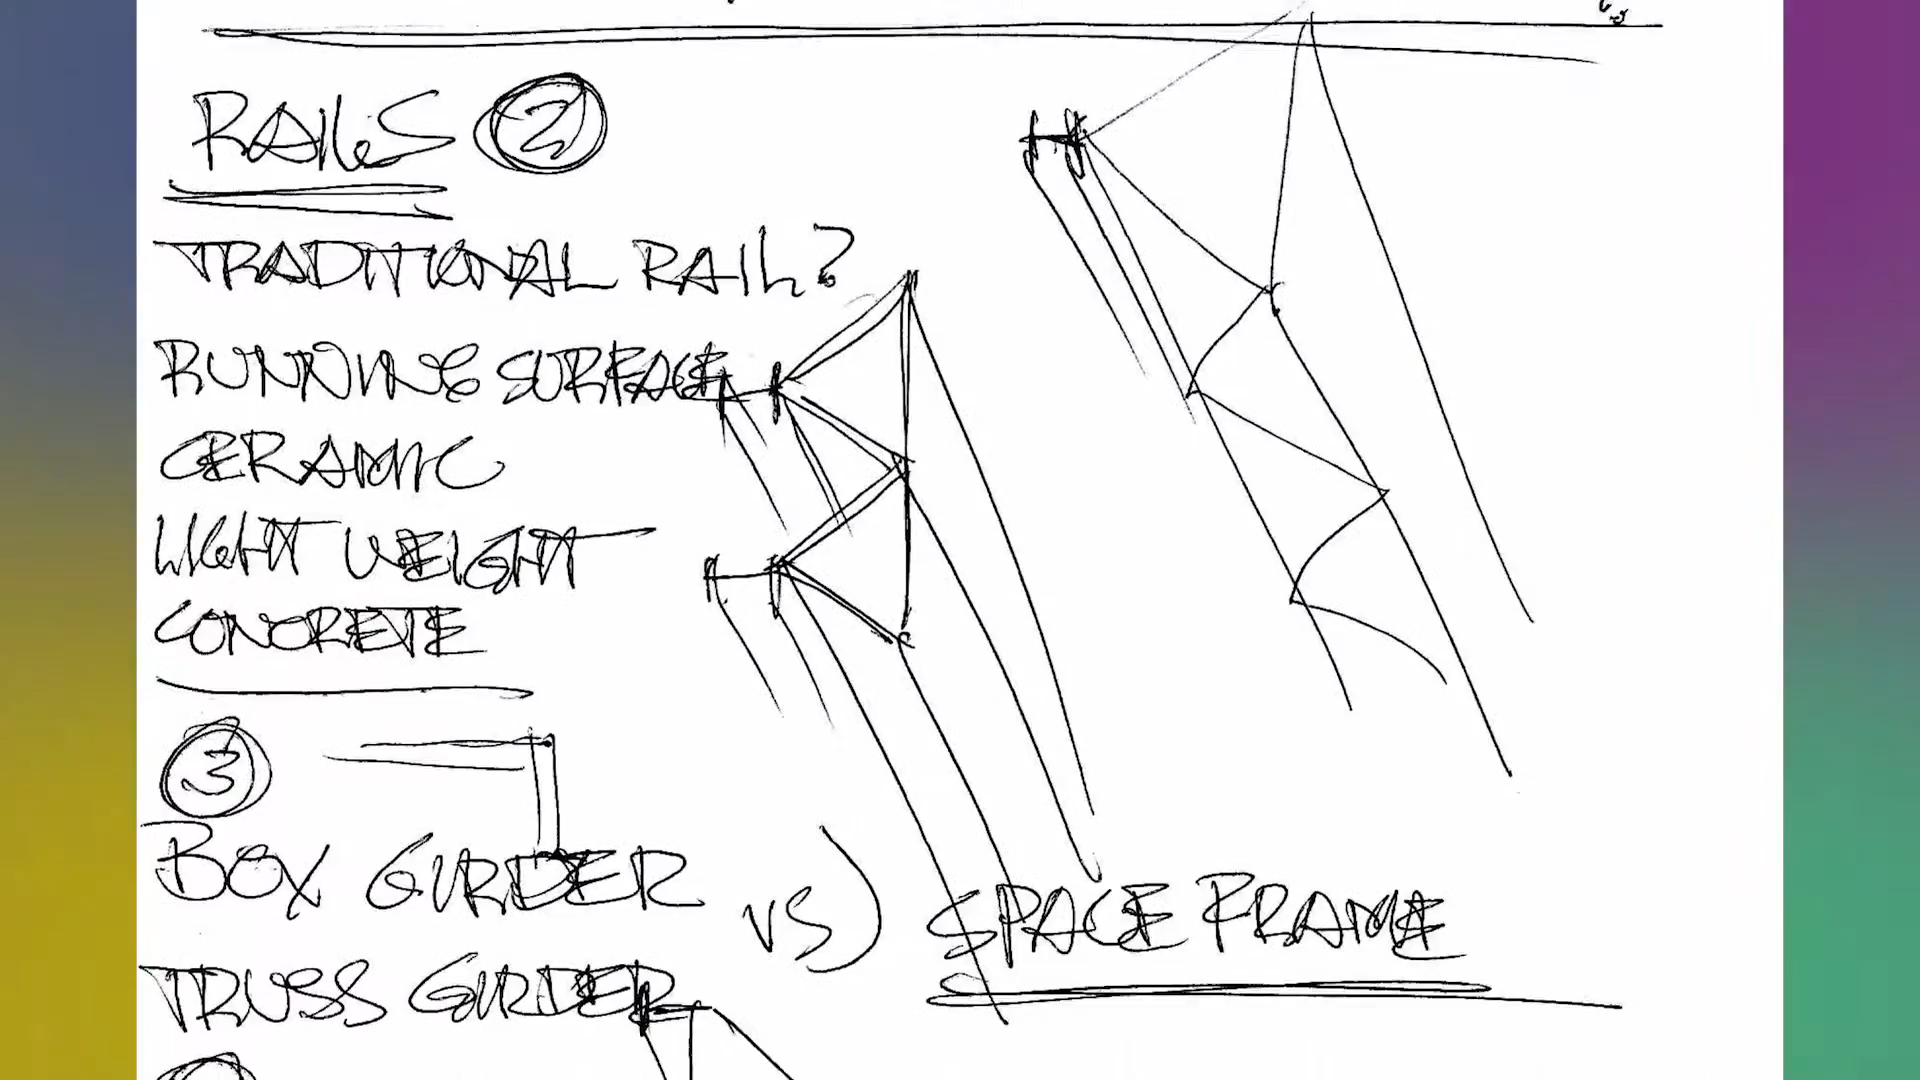 RAILS 2
TRADITIONAL RAIL?
RUNNING SURFACE
CERAMIC
LIGHT WEIGHT
CONCRETE
3
BOX GIRDER VS) SPACE FRAME
TRUSS GIRDER